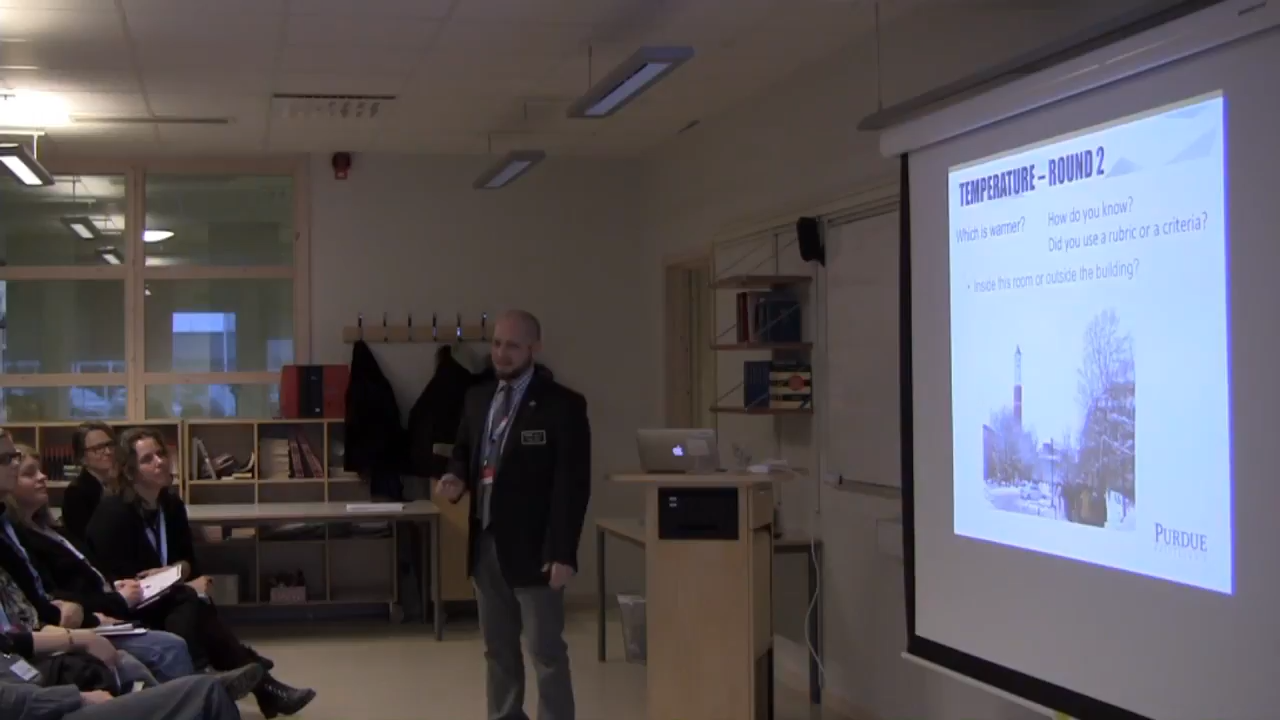 TEMPERATURE – ROUND 2
Which is warmer?
How do you know?
Did you use a rubric or a criteria?
• Inside this room or outside the building?
PURDUE